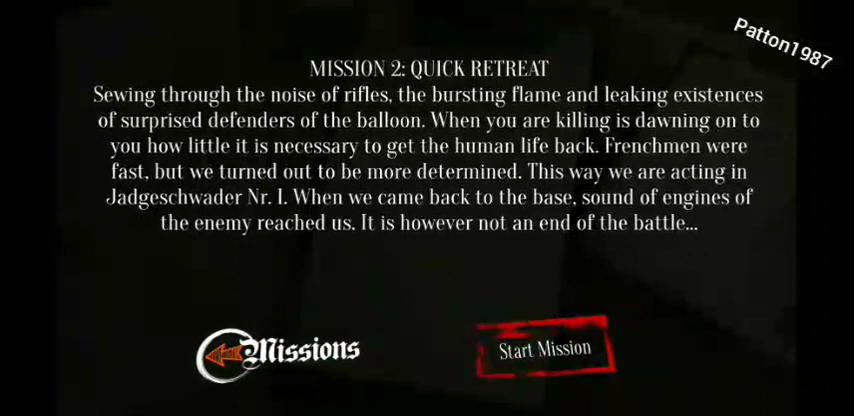 Patton1987
MISSION 2: QUICK RETREAT
Sewing through the noise of rifles, the bursting flame and leaking existences
of surprised defenders of the balloon. When you are killing is dawning on to
you how little it is necessary to get the human life back. Frenchmen were
fast, but we turned out to be more determined. This way we are acting in
Jadgeschwader Nr. I. When we came back to the base, sound of engines of
the enemy reached us. It is however not an end of the battle...
Missions
Start Mission